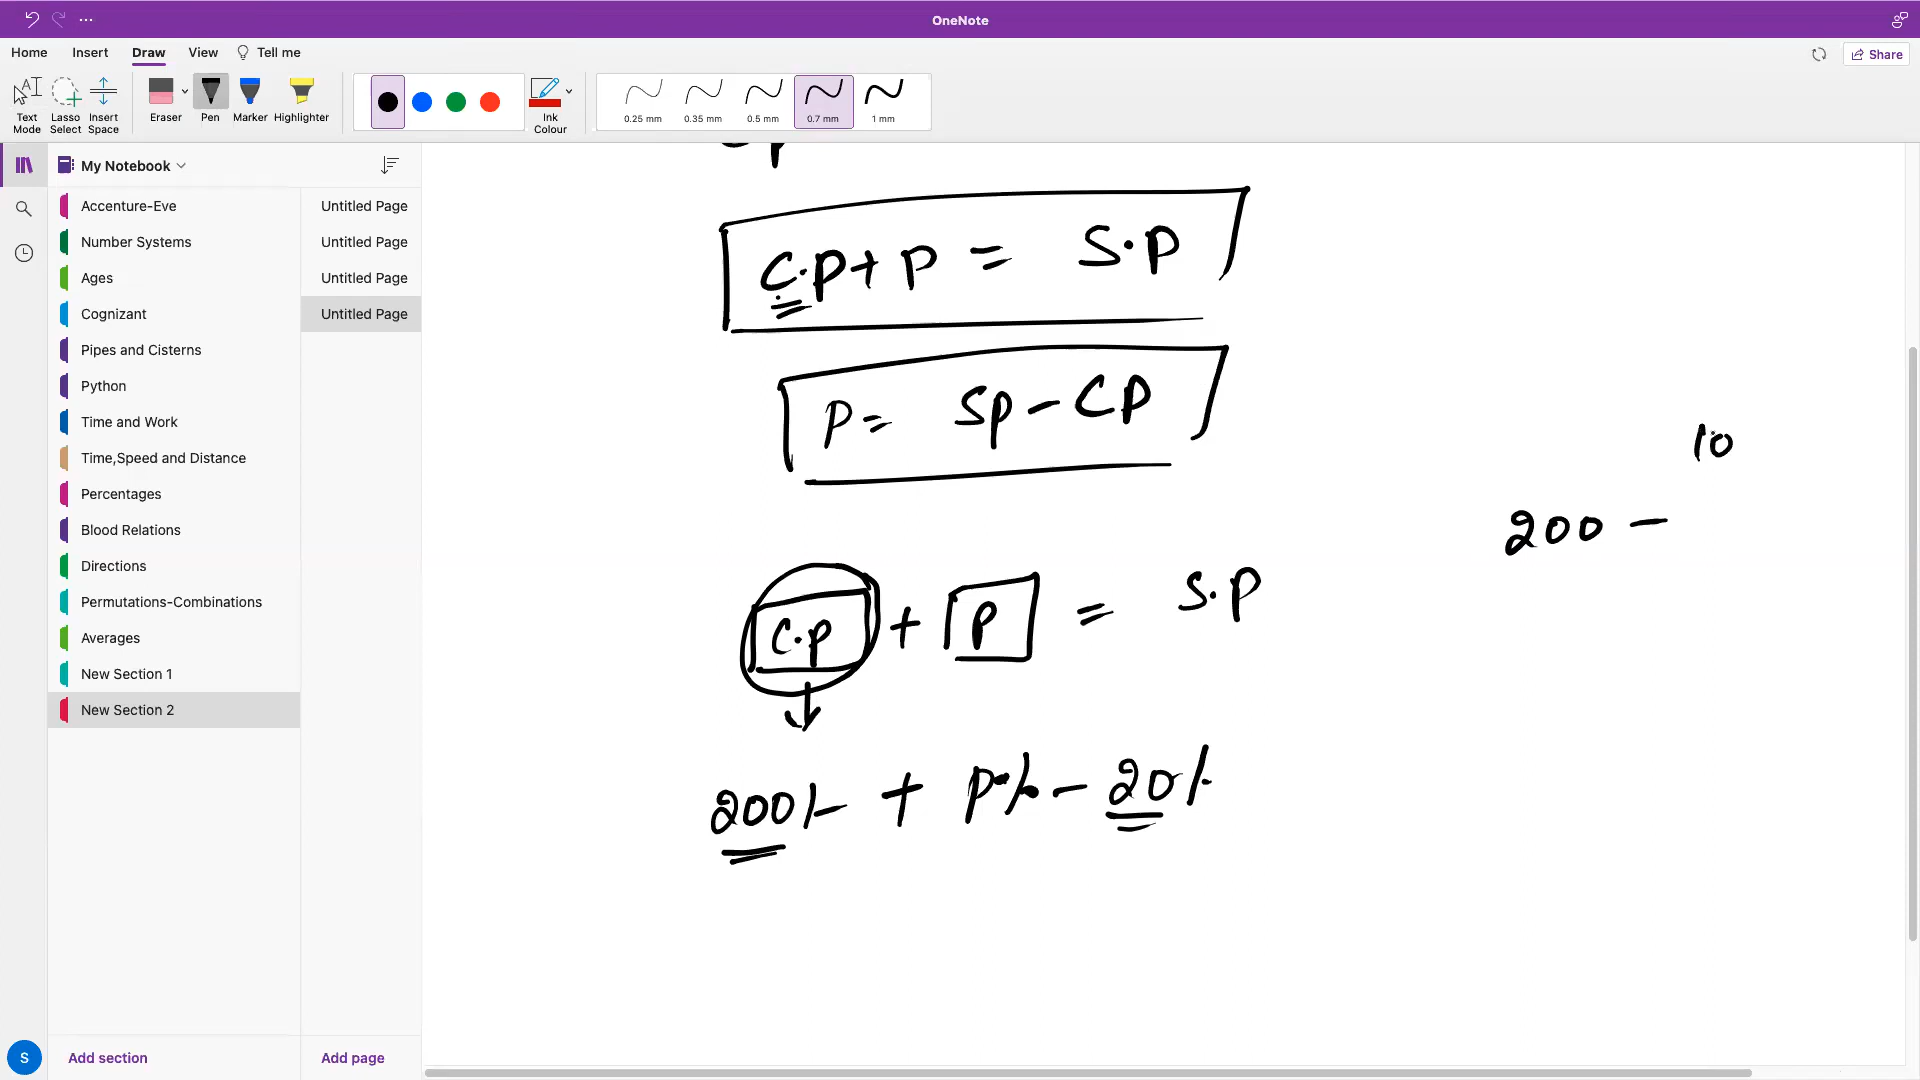 OneNote
Home Insert Draw View Tell me
Share
Text Mode
Lasso Select
Insert Space
Eraser
Pen
Marker
Highlighter
Ink Colour
0.25 mm
0.35 mm
0.5 mm
0.7 mm
1 mm
My Notebook
Accenture-Eve
Number Systems
Ages
Cognizant
Pipes and Cisterns
Python
Time and Work
Time,Speed and Distance
Percentages
Blood Relations
Directions
Permutations-Combinations
Averages
New Section 1
New Section 2
Untitled Page
Untitled Page
Untitled Page
Untitled Page
S
Add section
Add page
C.P + P = S.P
P = SP - CP
10
200 -
C.P + P = S.P
200/- + P% - 20/-